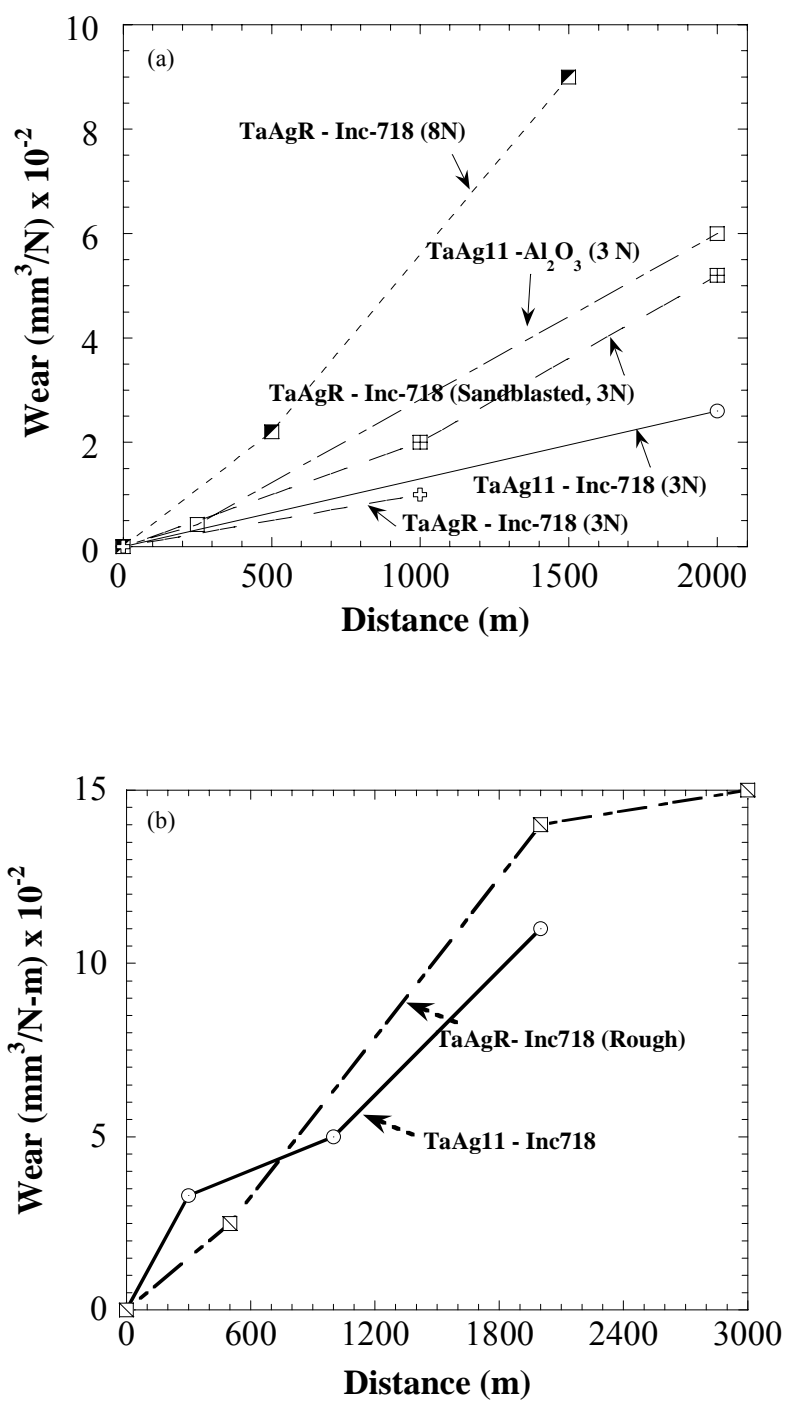 10
(a)
8
TaAgR - Inc-718 (8N)
6
TaAg11 -Al₂O₃ (3 N)
4
TaAgR - Inc-718 (Sandblasted, 3N)
2
TaAg11 - Inc-718 (3N)
TaAgR - Inc-718 (3N)
0
0 500 1000 1500 2000
Distance (m)
Wear (mm³/N) x 10⁻²
15
(b)
10
TaAgR- Inc718 (Rough)
5
TaAg11 - Inc718
0
0 600 1200 1800 2400 3000
Distance (m)
Wear (mm³/N-m) x 10⁻²